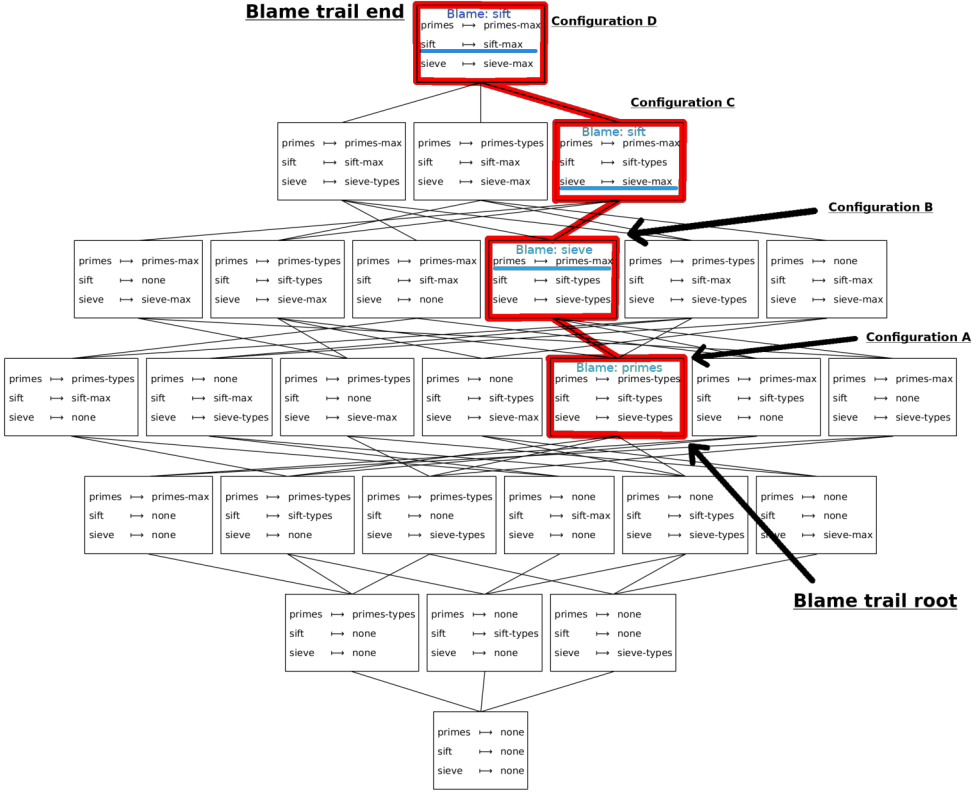 Blame trail end
Blame: sift
primes ↦ primes-max
sift ↦ sift-max
sieve ↦ sieve-max
Configuration D
Configuration C
primes ↦ primes-max
sift ↦ sift-max
sieve ↦ sieve-types
primes ↦ primes-types
sift ↦ sift-max
sieve ↦ sieve-max
Blame: sift
primes ↦ primes-max
sift ↦ sift-types
sieve ↦ sieve-max
Configuration B
primes ↦ primes-max
sift ↦ none
sieve ↦ sieve-max
primes ↦ primes-types
sift ↦ sift-types
sieve ↦ sieve-max
primes ↦ primes-max
sift ↦ sift-max
sieve ↦ none
Blame: sieve
primes ↦ primes-max
sift ↦ sift-types
sieve ↦ sieve-types
primes ↦ primes-types
sift ↦ sift-max
sieve ↦ sieve-types
primes ↦ none
sift ↦ sift-max
sieve ↦ sieve-max
Configuration A
primes ↦ primes-types
sift ↦ sift-max
sieve ↦ none
primes ↦ none
sift ↦ sift-max
sieve ↦ sieve-types
primes ↦ primes-types
sift ↦ none
sieve ↦ sieve-max
primes ↦ none
sift ↦ sift-types
sieve ↦ sieve-max
Blame: primes
primes ↦ primes-types
sift ↦ sift-types
sieve ↦ sieve-types
primes ↦ primes-max
sift ↦ sift-types
sieve ↦ none
primes ↦ primes-max
sift ↦ none
sieve ↦ sieve-types
primes ↦ primes-max
sift ↦ none
sieve ↦ none
primes ↦ primes-types
sift ↦ sift-types
sieve ↦ none
primes ↦ primes-types
sift ↦ none
sieve ↦ sieve-types
primes ↦ none
sift ↦ sift-max
sieve ↦ none
primes ↦ none
sift ↦ sift-types
sieve ↦ sieve-types
primes ↦ none
sift ↦ none
sieve ↦ sieve-max
Blame trail root
primes ↦ primes-types
sift ↦ none
sieve ↦ none
primes ↦ none
sift ↦ sift-types
sieve ↦ none
primes ↦ none
sift ↦ none
sieve ↦ sieve-types
primes ↦ none
sift ↦ none
sieve ↦ none